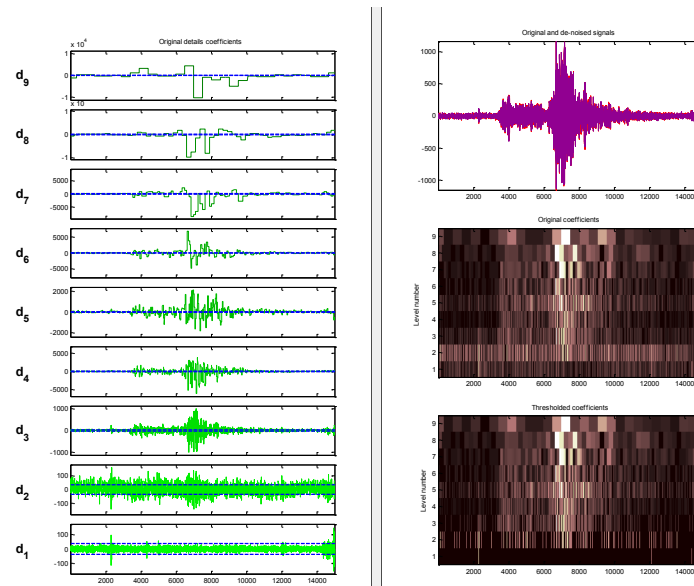 Original details coefficients
x 10^4
d9
1
0
-1
x 10^4
d8
1
0
-1
d7
5000
0
-5000
d6
5000
0
-5000
d5
2000
0
-2000
d4
5000
0
-5000
d3
1000
0
-1000
d2
100
0
-100
d1
100
0
-100
2000 4000 6000 8000 10000 12000 14000
Original and de-noised signals
1000
500
0
-500
-1000
2000 4000 6000 8000 10000 12000 14000
Original coefficients
Level number
9
8
7
6
5
4
3
2
1
2000 4000 6000 8000 10000 12000 14000
Thresholded coefficients
Level number
9
8
7
6
5
4
3
2
1
2000 4000 6000 8000 10000 12000 14000